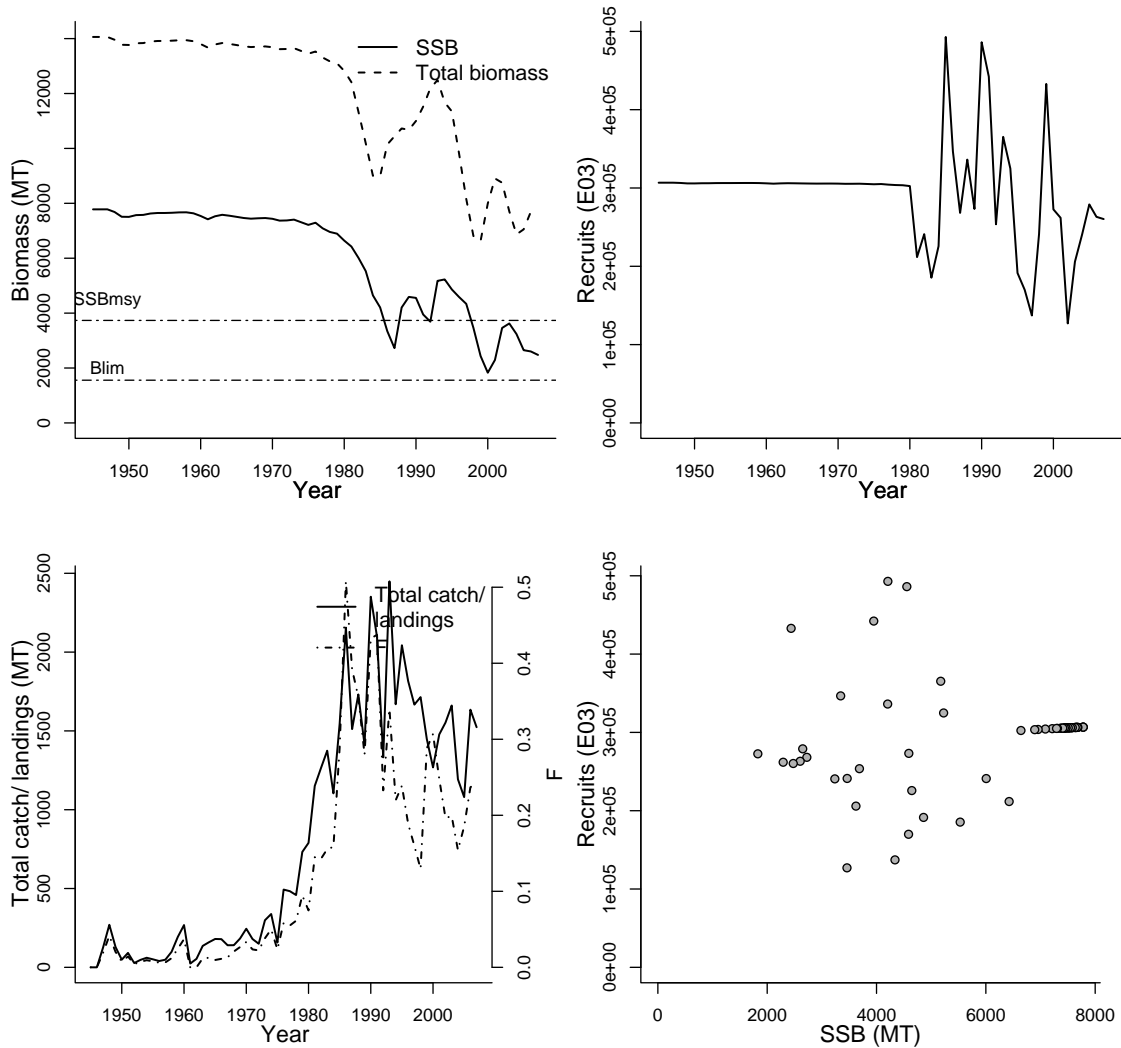 SSB
Total biomass
Biomass (MT)
0
2000
4000
6000
8000
12000
SSBmsy
Blim
1950
1960
1970
1980
1990
2000
Year
Recruits (E03)
0e+00
1e+05
2e+05
3e+05
4e+05
5e+05
1950
1960
1970
1980
1990
2000
Year
Total catch/ landings (MT)
0
500
1000
1500
2000
2500
Total catch/
landings
F
0.0
0.1
0.2
0.3
0.4
0.5
F
1950
1960
1970
1980
1990
2000
Year
Recruits (E03)
0e+00
1e+05
2e+05
3e+05
4e+05
5e+05
0
2000
4000
6000
8000
SSB (MT)